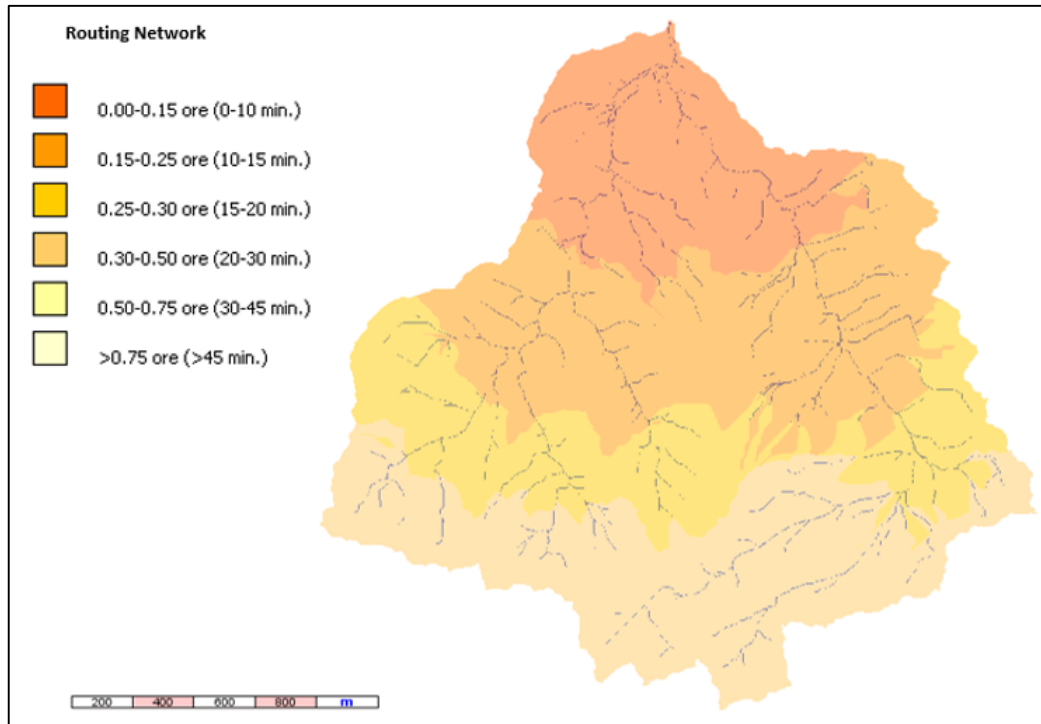 Routing Network
0.00-0.15 ore (0-10 min.)
0.15-0.25 ore (10-15 min.)
0.25-0.30 ore (15-20 min.)
0.30-0.50 ore (20-30 min.)
0.50-0.75 ore (30-45 min.)
>0.75 ore (>45 min.)
200 400 600 800 m